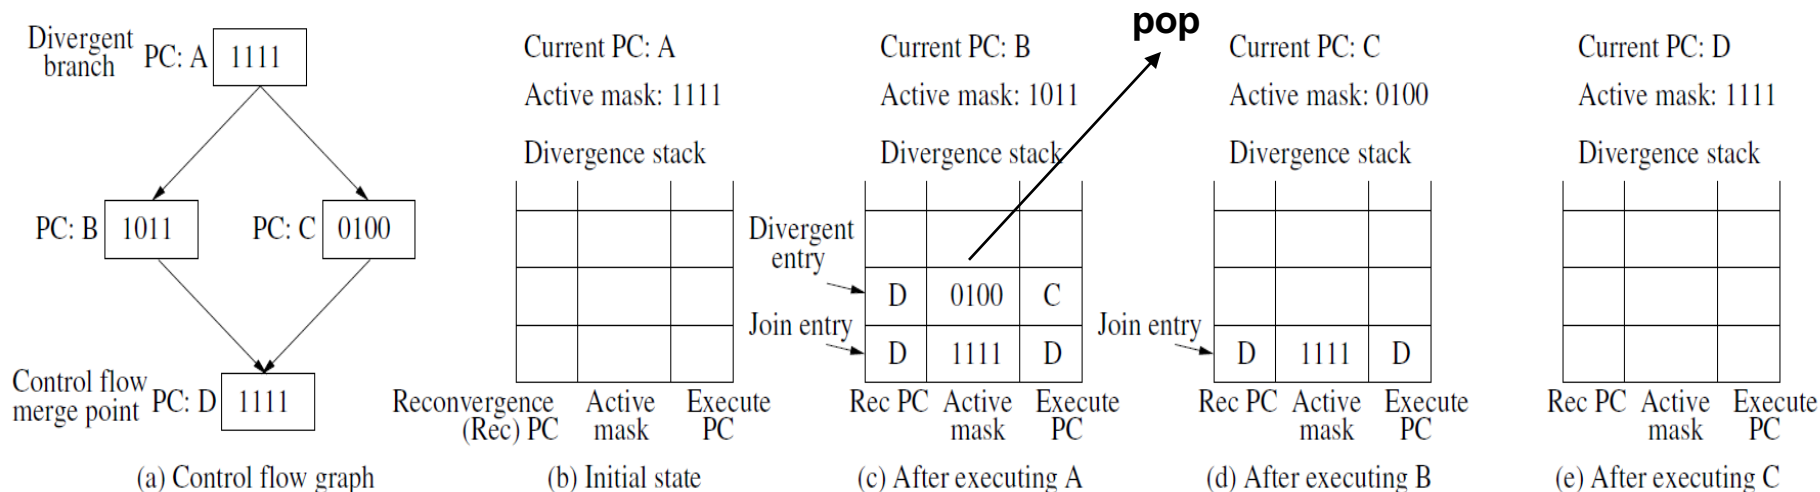 pop
Divergent
branch
PC: A
1111
PC: B
1011
PC: C
0100
Control flow
merge point
PC: D
1111
(a) Control flow graph
Current PC: A
Active mask: 1111
Divergence stack
Reconvergence
(Rec) PC
Active
mask
Execute
PC
(b) Initial state
Current PC: B
Active mask: 1011
Divergence stack
Divergent
entry
D 0100 C
Join entry
D 1111 D
Rec PC
Active
mask
Execute
PC
(c) After executing A
Current PC: C
Active mask: 0100
Divergence stack
Join entry
D 1111 D
Rec PC
Active
mask
Execute
PC
(d) After executing B
Current PC: D
Active mask: 1111
Divergence stack
Rec PC
Active
mask
Execute
PC
(e) After executing C